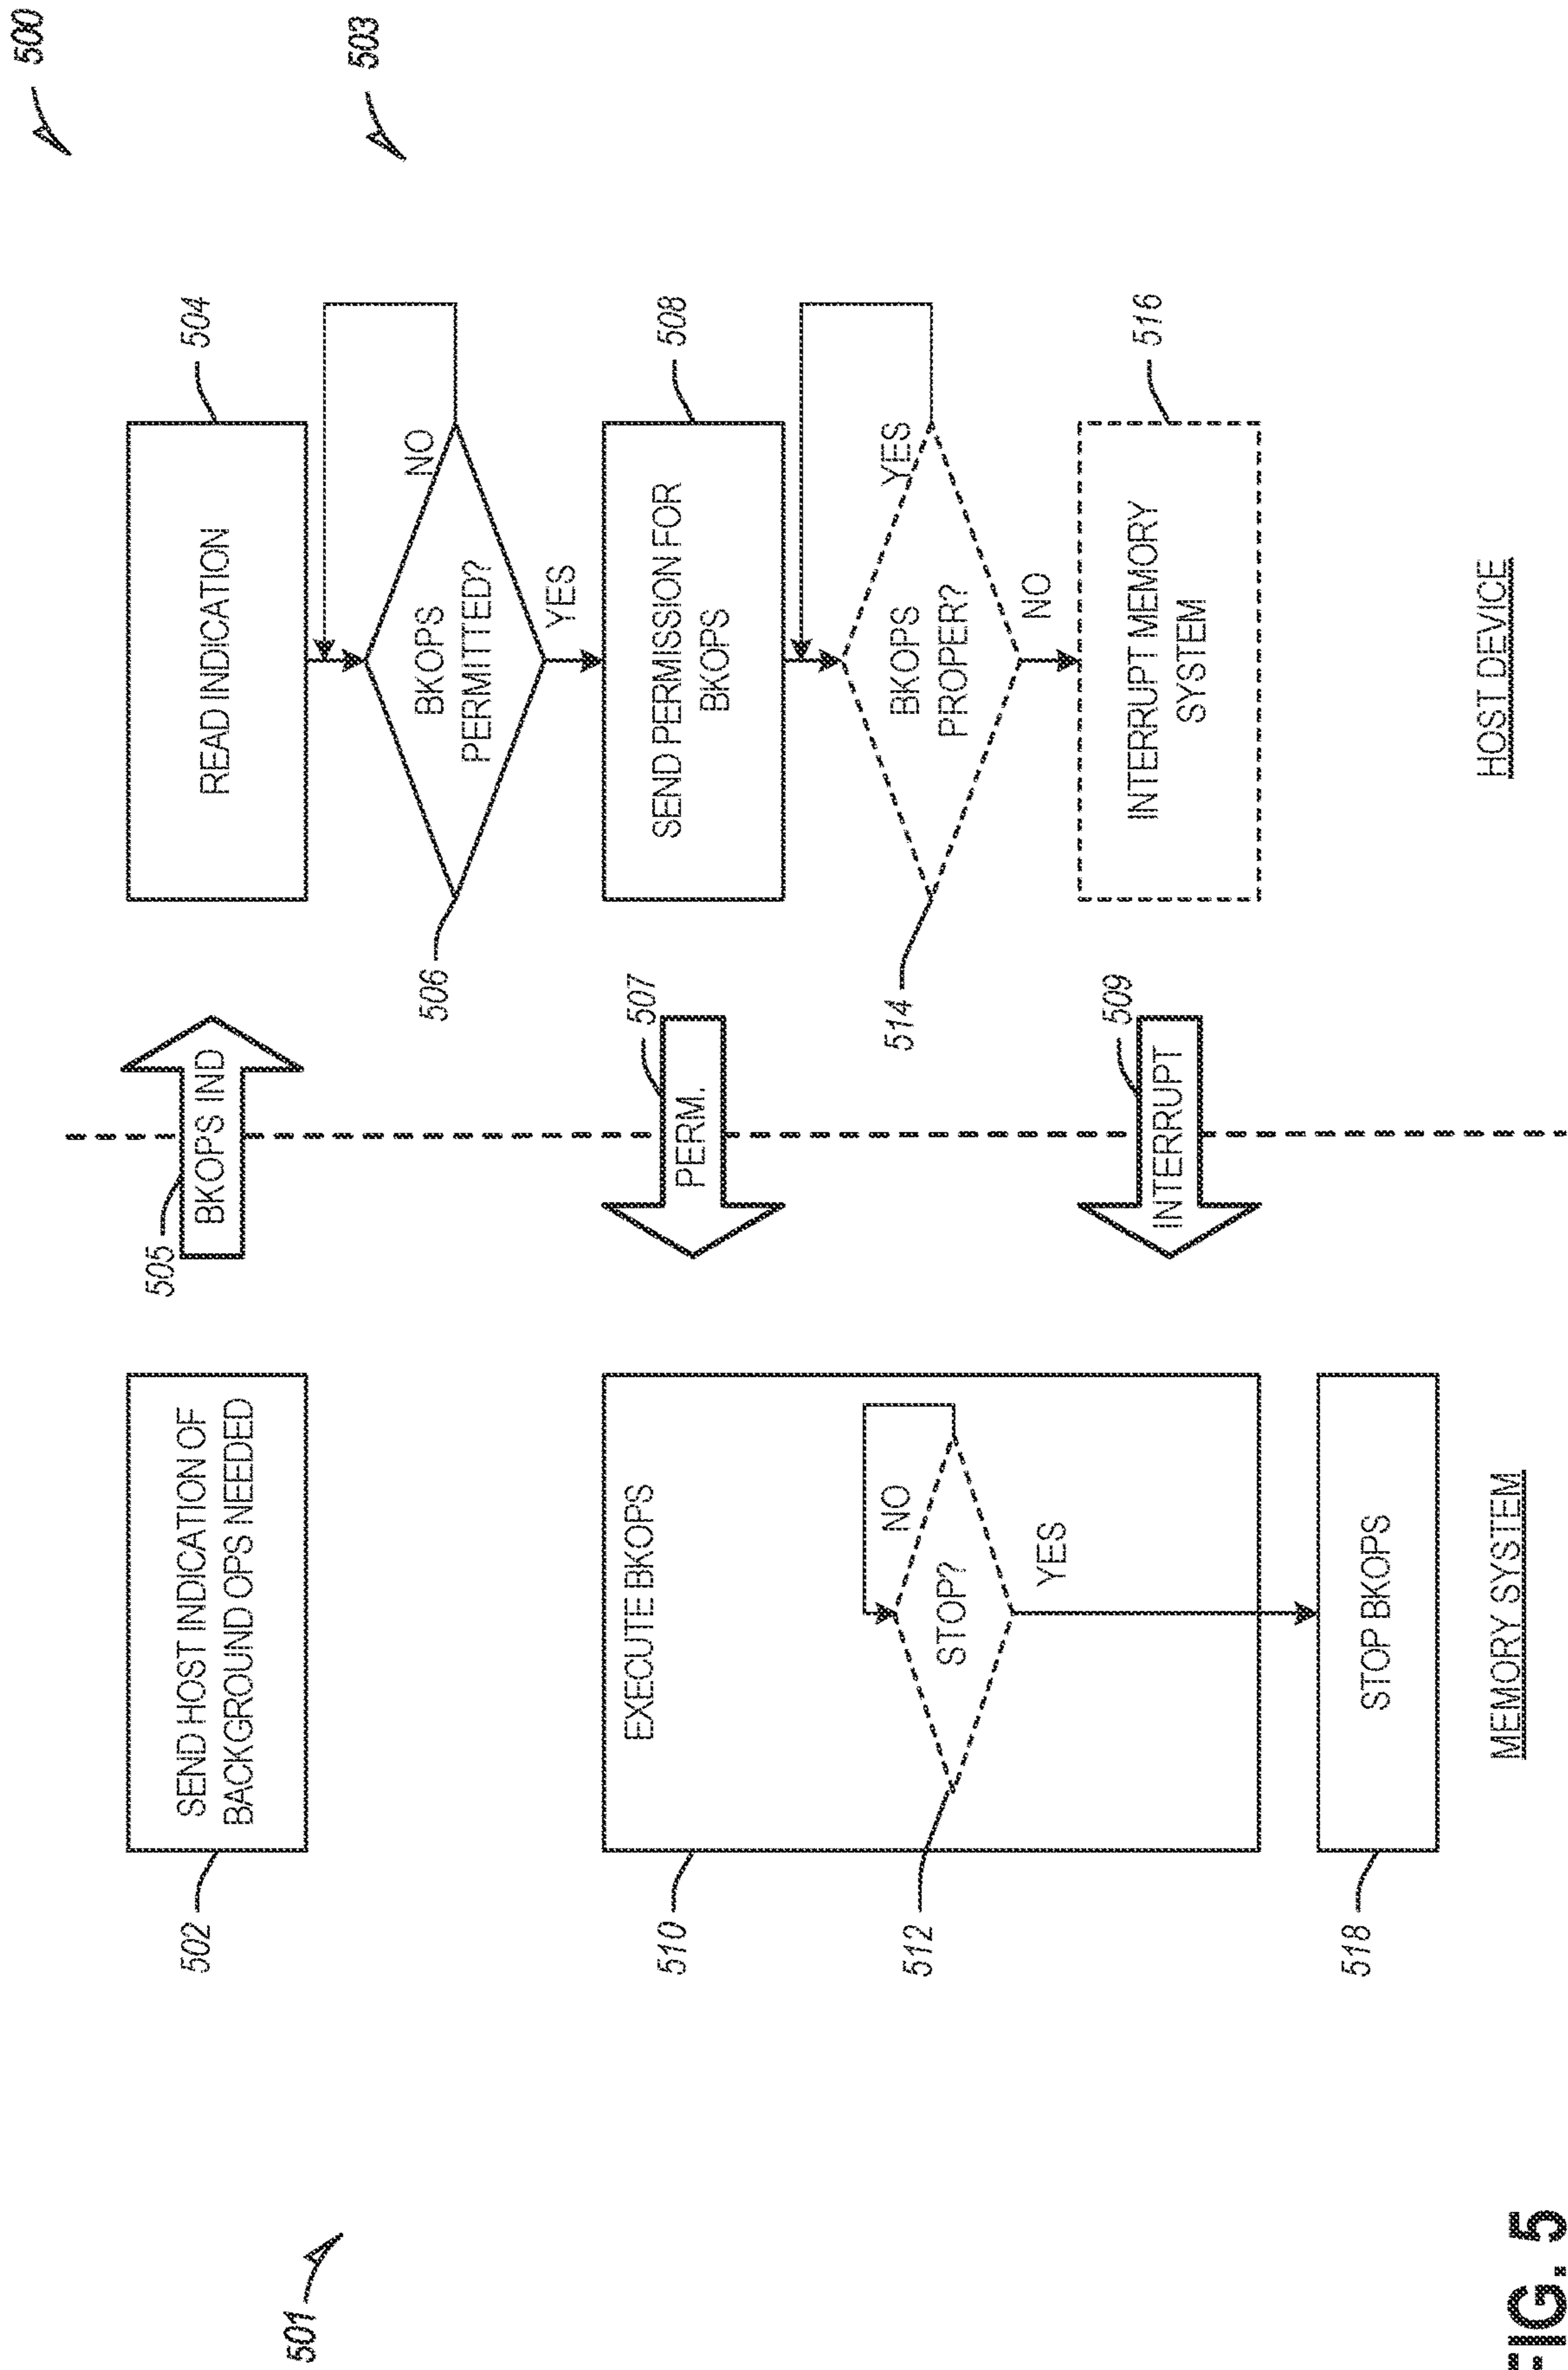 500
501
503
502
SEND HOST INDICATION OF
BACKGROUND OPS NEEDED
505
BKOPS IND
READ INDICATION
504
BKOPS
PERMITTED?
NO
YES
506
507
PERM.
SEND PERMISSION FOR
BKOPS
508
510
EXECUTE BKOPS
512
STOP?
NO
YES
BKOPS
PROPER?
YES
NO
514
509
INTERRUPT
INTERRUPT MEMORY
SYSTEM
516
518
STOP BKOPS
MEMORY SYSTEM
HOST DEVICE
FIG. 5